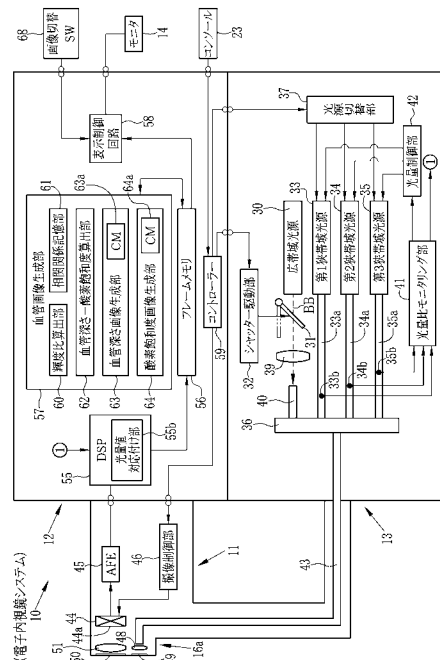 (電子内視鏡システム)
10
11
12
13
68
画像切替
SW
モニタ
14
コンソール
23
表示制御
回路
58
血管画像生成部
57
輝度比算出部
60
相関関係記憶部
61
血管深さ−酸素飽和度算出部
62
血管深さ画像生成部
63
CM
63a
酸素飽和度画像生成部
64
CM
64a
フレームメモリ
56
コントローラー
59
①
DSP
55
光量値
対応付け部
55b
AFE
45
撮像制御部
46
44
44a
51
50
48
16a
43
シャッター駆動部
32
31
BB
39
40
36
広帯域光源
30
第1狭帯域光源
33
33a
33b
第2狭帯域光源
34
34a
34b
第3狭帯域光源
35
35a
35b
光源切替部
37
光量制御部
42
①
光量比モニタリング部
41